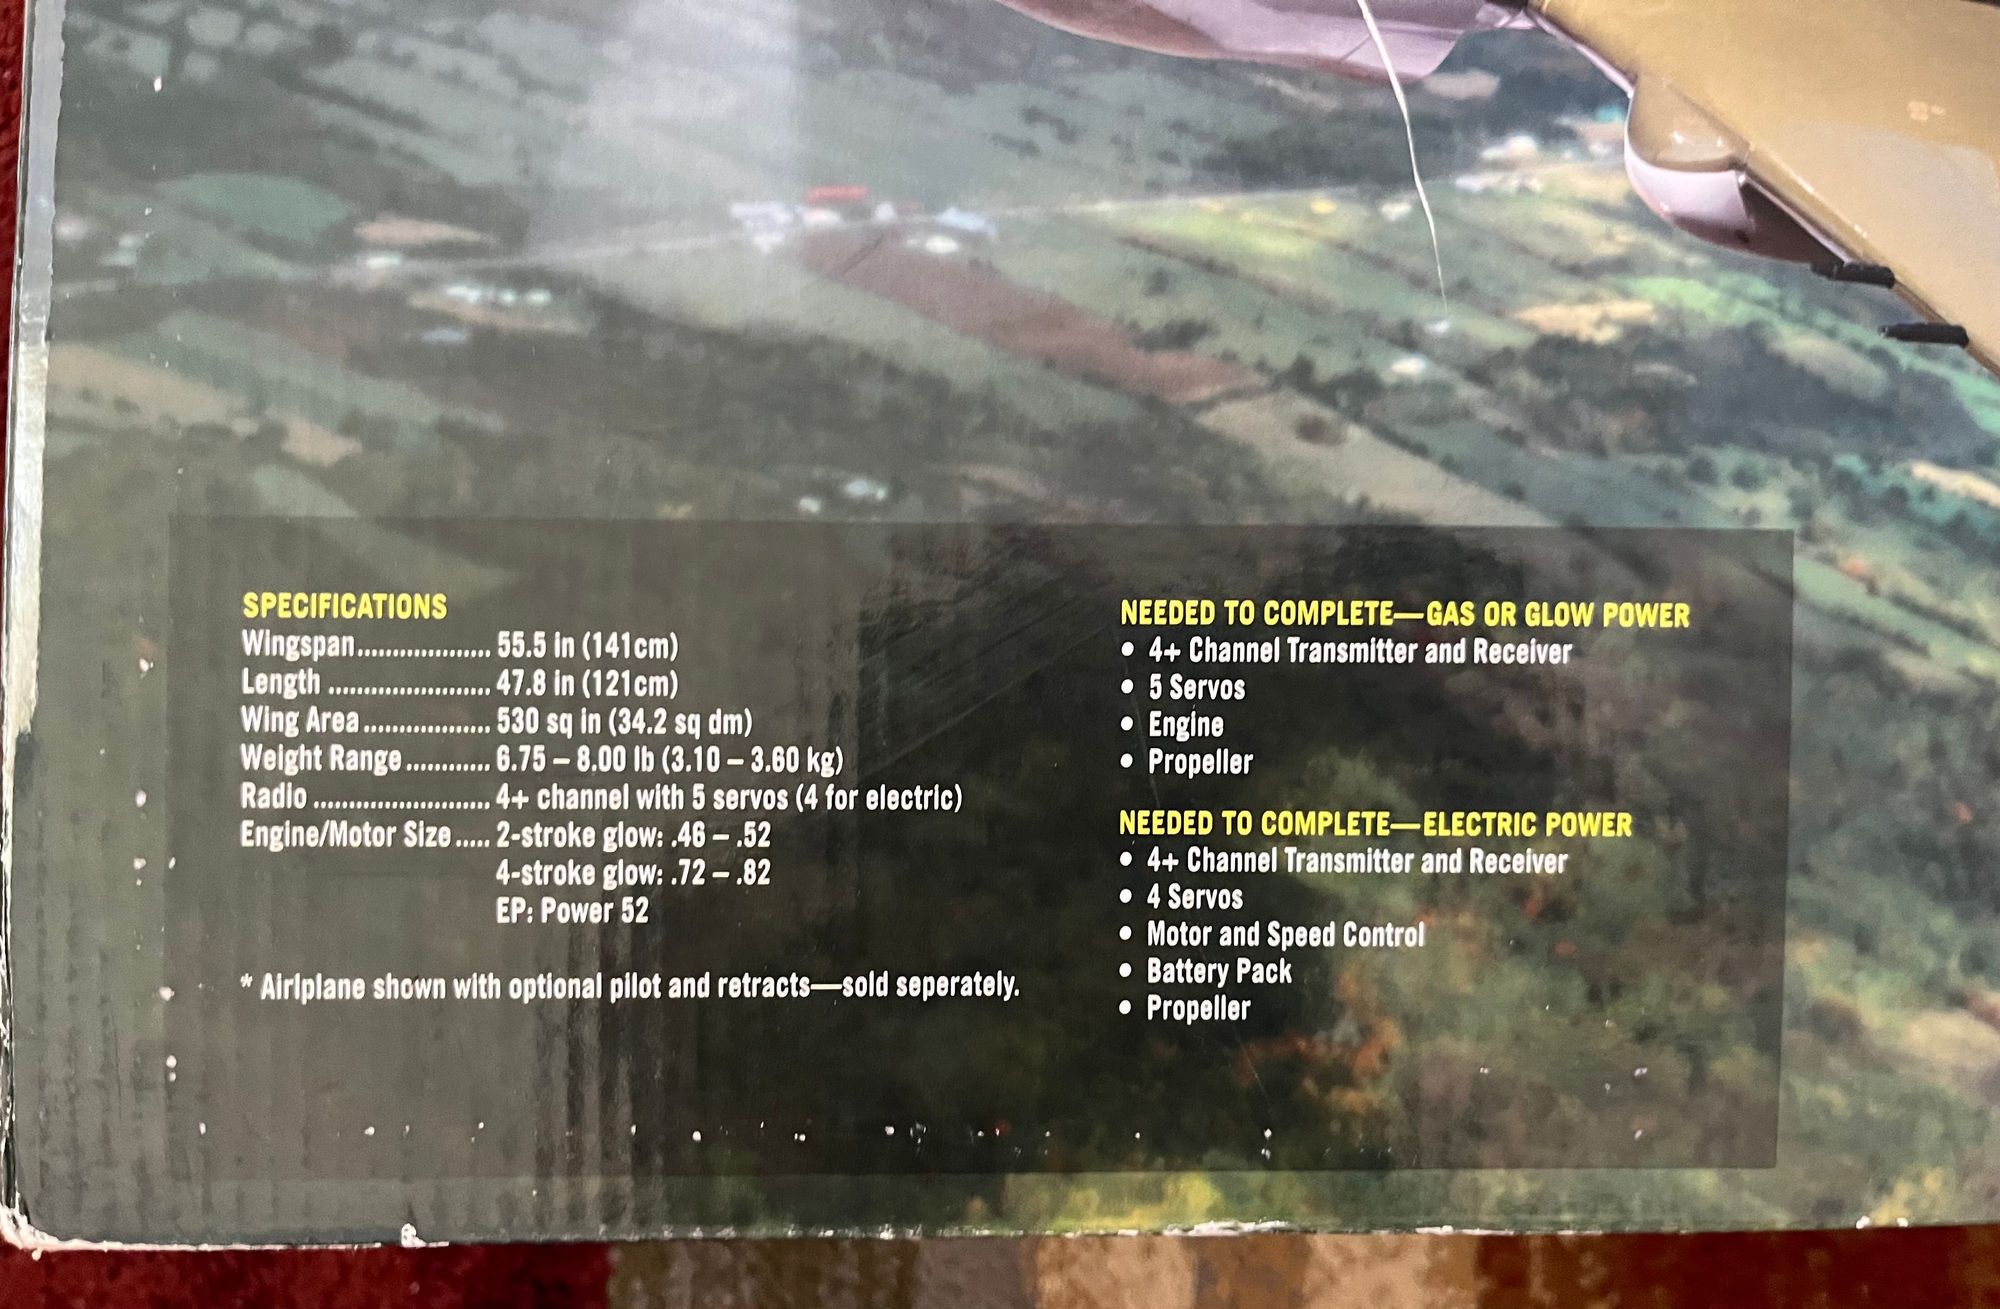 SPECIFICATIONS
Wingspan................... 55.5 in (141cm)
Length ........................ 47.8 in (121cm)
Wing Area................... 530 sq in (34.2 sq dm)
Weight Range............ 6.75 – 8.00 lb (3.10 – 3.60 kg)
Radio .......................... 4+ channel with 5 servos (4 for electric)
Engine/Motor Size..... 2-stroke glow: .46 – .52
4-stroke glow: .72 – .82
EP: Power 52
* Airlplane shown with optional pilot and retracts—sold seperately.
NEEDED TO COMPLETE—GAS OR GLOW POWER
• 4+ Channel Transmitter and Receiver
• 5 Servos
• Engine
• Propeller
NEEDED TO COMPLETE—ELECTRIC POWER
• 4+ Channel Transmitter and Receiver
• 4 Servos
• Motor and Speed Control
• Battery Pack
• Propeller